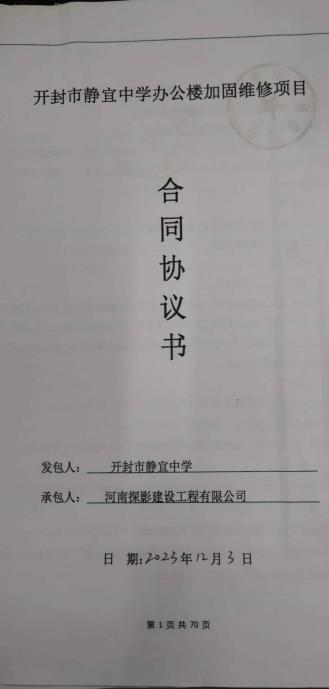 开封市静宜中学办公楼加固维修项目
合
同
协
议
书
发包人：开封市静宜中学
承包人：河南探影建设工程有限公司
日 期:2023年12月3日
第 1 页 共 70 页